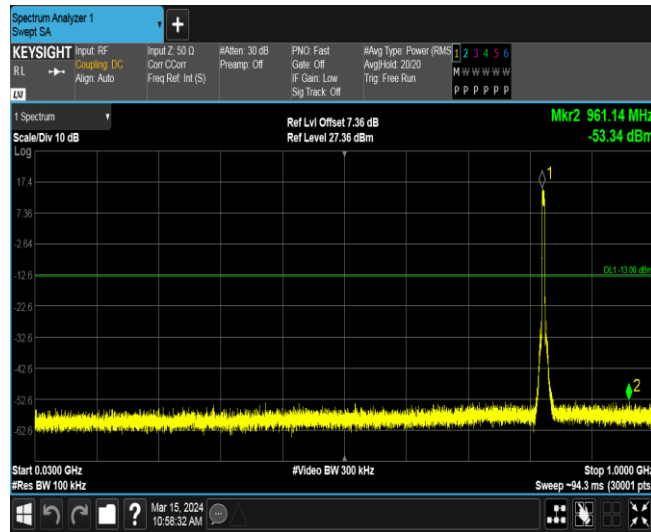 Spectrum Analyzer 1
Swept SA
+
KEYSIGHT
RL
LXI
Input: RF
Coupling: DC
Align: Auto
Input Z: 50 Ω
Corr CCorr
Freq Ref: Int (S)
#Atten: 30 dB
Preamp: Off
PNO: Fast
Gate: Off
IF Gain: Low
Sig Track: Off
#Avg Type: Power (RMS
Avg|Hold: 20/20
Trig: Free Run
1 2 3 4 5 6
M W W W W W
P P P P P P
1 Spectrum
Scale/Div 10 dB
Log
Ref Lvl Offset 7.36 dB
Ref Level 27.36 dBm
Mkr2 961.14 MHz
-53.34 dBm
1
17.4
7.36
-2.64
-12.6
DL1 -13.00 dBm
-22.6
-32.6
-42.6
2
-52.6
-62.6
Start 0.0300 GHz
#Res BW 100 kHz
#Video BW 300 kHz
Stop 1.0000 GHz
Sweep ~94.3 ms (30001 pts)
?
Mar 15, 2024
10:58:32 AM